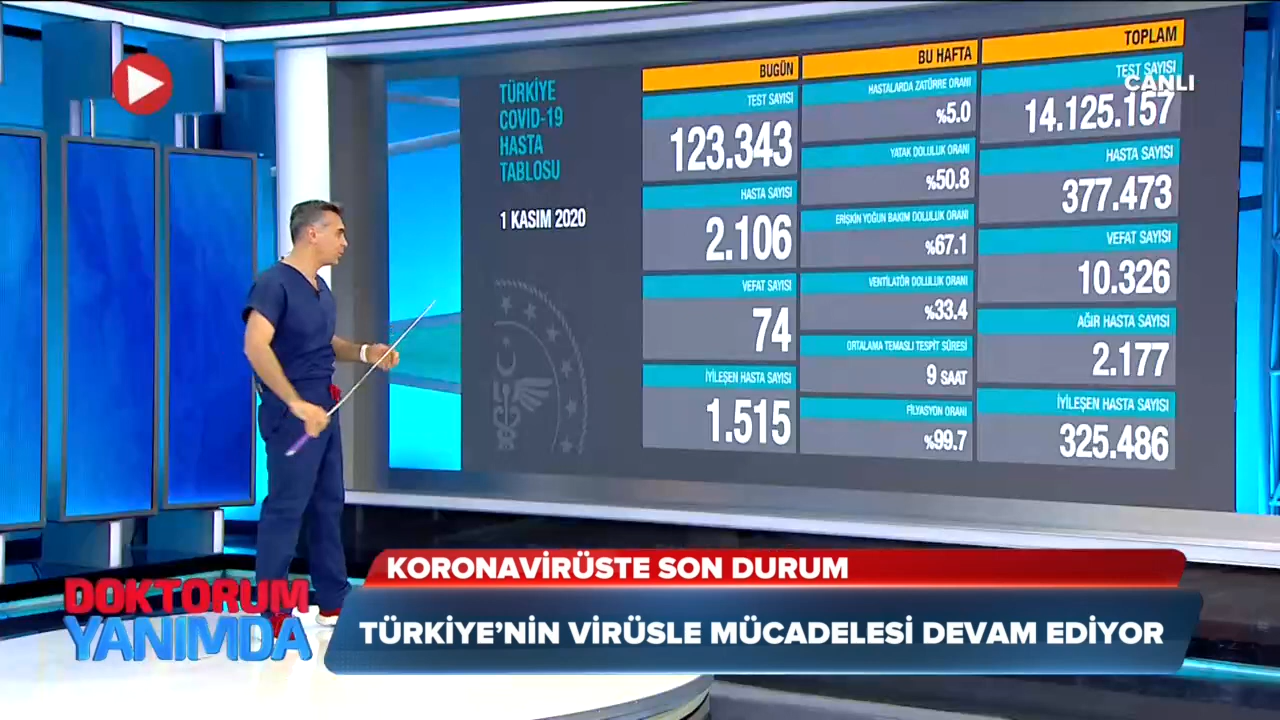 CANLI
TÜRKİYE
COVID-19
HASTA
TABLOSU
1 KASIM 2020
BUGÜN
TEST SAYISI
123.343
HASTA SAYISI
2.106
VEFAT SAYISI
74
İYİLEŞEN HASTA SAYISI
1.515
BU HAFTA
HASTALARDA ZATÜRRE ORANI
%5.0
YATAK DOLULUK ORANI
%50.8
ERİŞKİN YOĞUN BAKIM DOLULUK ORANI
%67.1
VENTİLATÖR DOLULUK ORANI
%33.4
ORTALAMA TEMASLI TESPİT SÜRESİ
9 SAAT
FİLYASYON ORANI
%99.7
TOPLAM
TEST SAYISI
14.125.157
HASTA SAYISI
377.473
VEFAT SAYISI
10.326
AĞIR HASTA SAYISI
2.177
İYİLEŞEN HASTA SAYISI
325.486
KORONAVİRÜSTE SON DURUM
DOKTORUM
YANIMDA
TÜRKİYE'NİN VİRÜSLE MÜCADELESİ DEVAM EDİYOR